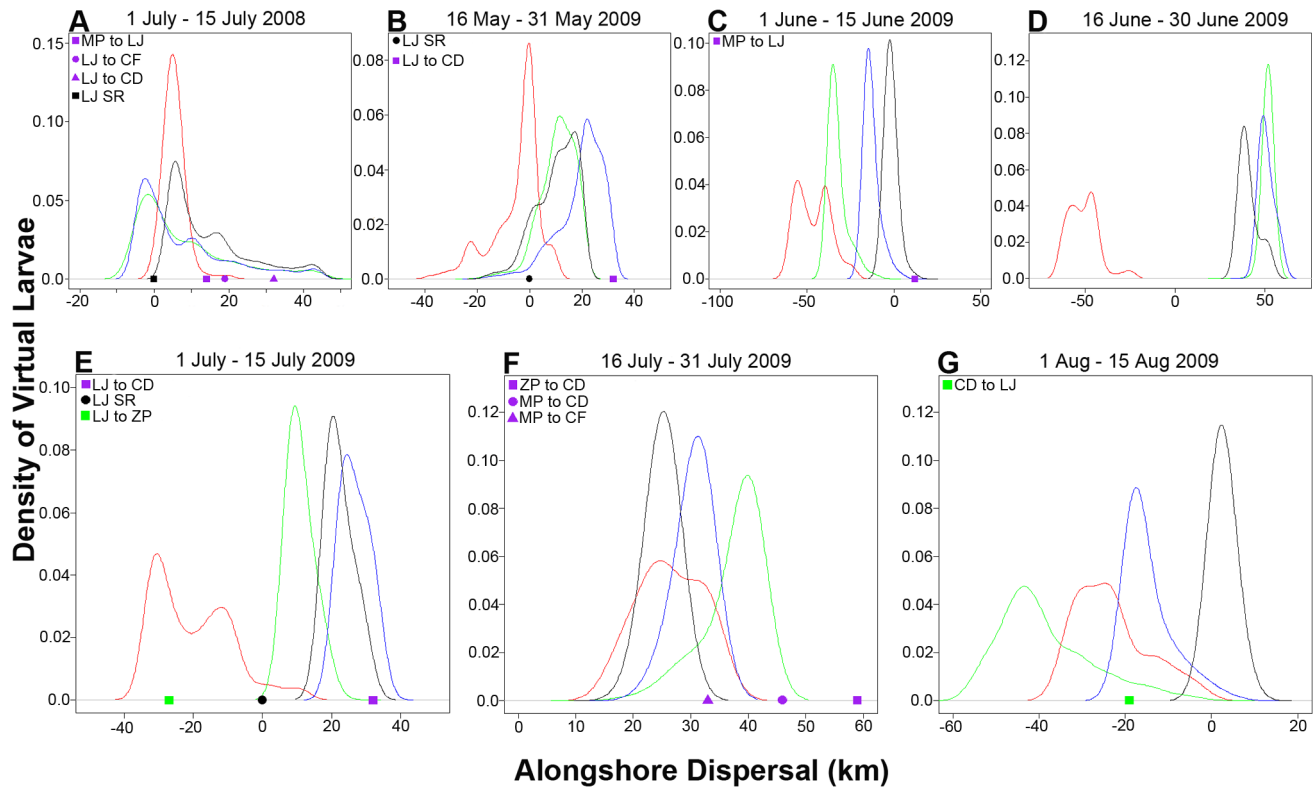 A 1 July - 15 July 2008
MP to LJ
LJ to CF
LJ to CD
LJ SR
0.15
0.10
0.05
0.0
-20 0 20 40
B 16 May - 31 May 2009
LJ SR
LJ to CD
0.08
0.06
0.04
0.02
0.00
-40 -20 0 20 40
C 1 June - 15 June 2009
MP to LJ
0.10
0.08
0.06
0.04
0.02
0.0
-100 -50 0 50
D 16 June - 30 June 2009
0.12
0.10
0.08
0.06
0.04
0.02
0.0
-50 0 50
E 1 July - 15 July 2009
LJ to CD
LJ SR
LJ to ZP
0.10
0.08
0.06
0.04
0.02
0.0
-40 -20 0 20 40
F 16 July - 31 July 2009
ZP to CD
MP to CD
MP to CF
0.12
0.10
0.08
0.06
0.04
0.02
0.0
0 10 20 30 40 50 60
G 1 Aug - 15 Aug 2009
CD to LJ
0.12
0.10
0.08
0.06
0.04
0.02
0.0
-60 -40 -20 0 20
Density of Virtual Larvae
Alongshore Dispersal (km)